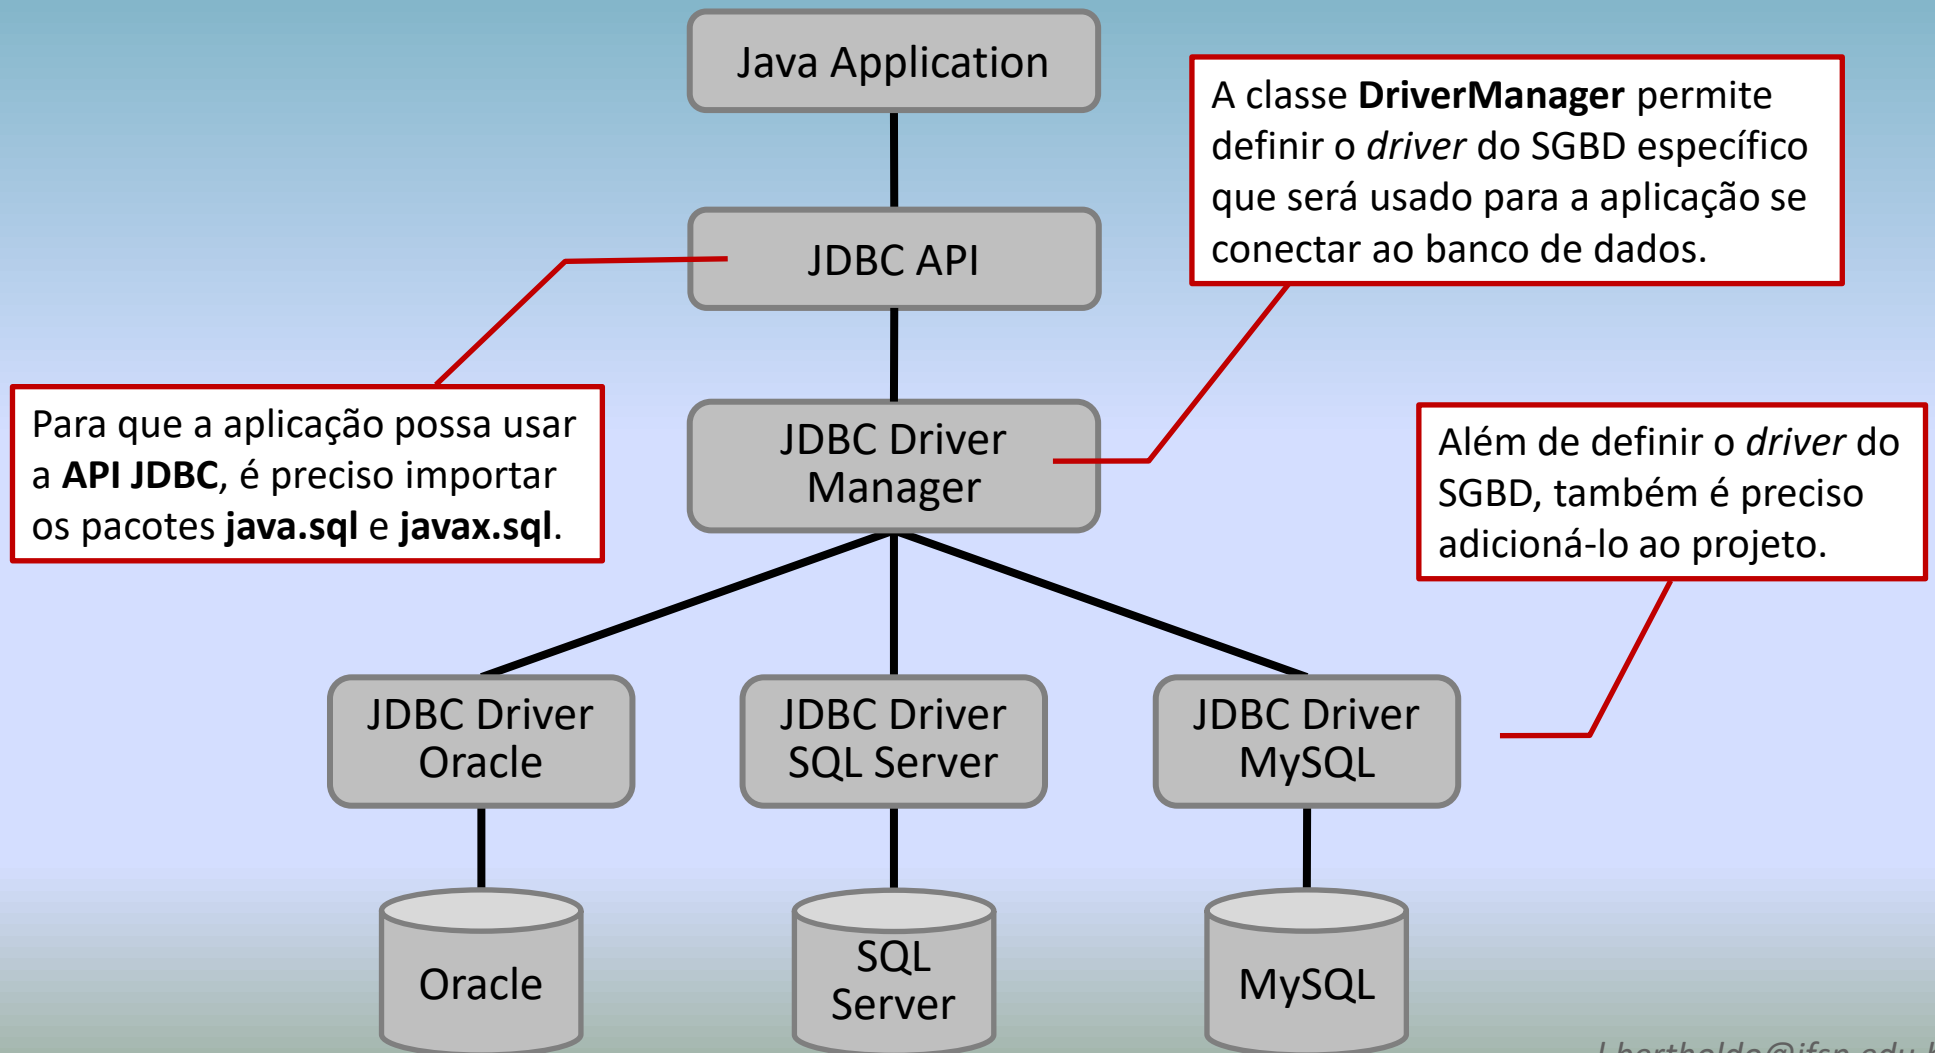 Java Application
A classe DriverManager permite
definir o driver do SGBD específico
que será usado para a aplicação se
conectar ao banco de dados.
JDBC API
Para que a aplicação possa usar
a API JDBC, é preciso importar
os pacotes java.sql e javax.sql.
JDBC Driver
Manager
Além de definir o driver do
SGBD, também é preciso
adicioná-lo ao projeto.
JDBC Driver
Oracle
JDBC Driver
SQL Server
JDBC Driver
MySQL
Oracle
SQL
Server
MySQL